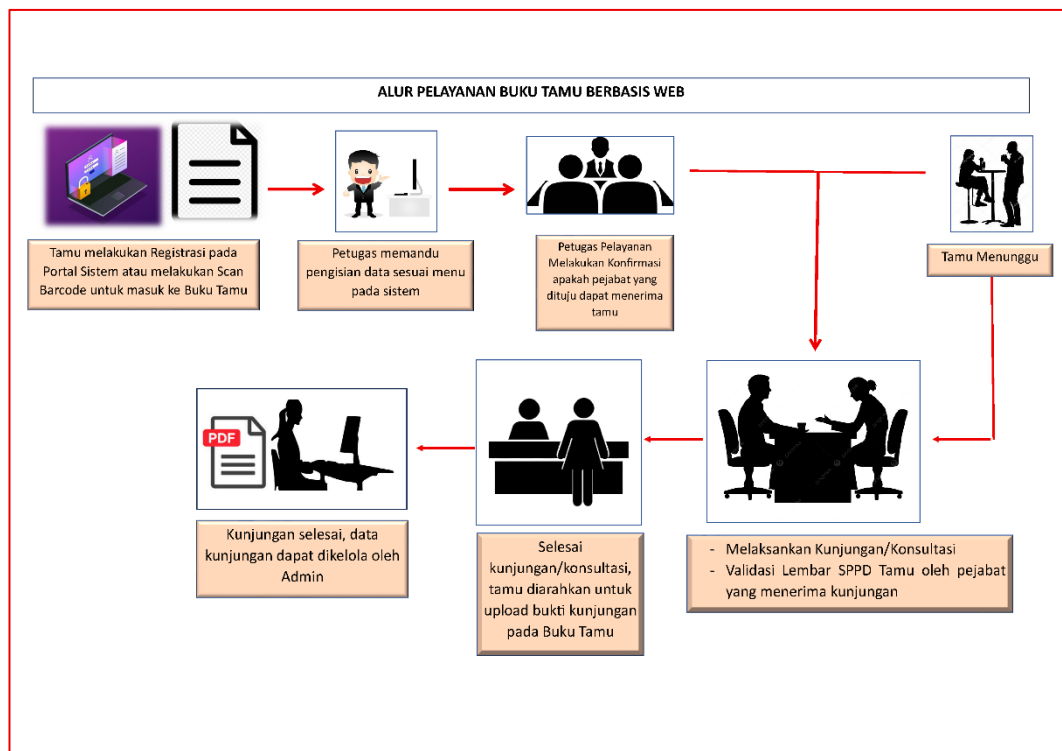 ALUR PELAYANAN BUKU TAMU BERBASIS WEB
Tamu melakukan Registrasi pada
Portal Sistem atau melakukan Scan
Barcode untuk masuk ke Buku Tamu
Petugas memandu
pengisian data sesuai menu
pada sistem
Petugas Pelayanan
Melakukan Konfirmasi
apakah pejabat yang
dituju dapat menerima
tamu
Tamu Menunggu
- Melaksankan Kunjungan/Konsultasi
- Validasi Lembar SPPD Tamu oleh pejabat
yang menerima kunjungan
Selesai
kunjungan/konsultasi,
tamu diarahkan untuk
upload bukti kunjungan
pada Buku Tamu
PDF
Kunjungan selesai, data
kunjungan dapat dikelola oleh
Admin